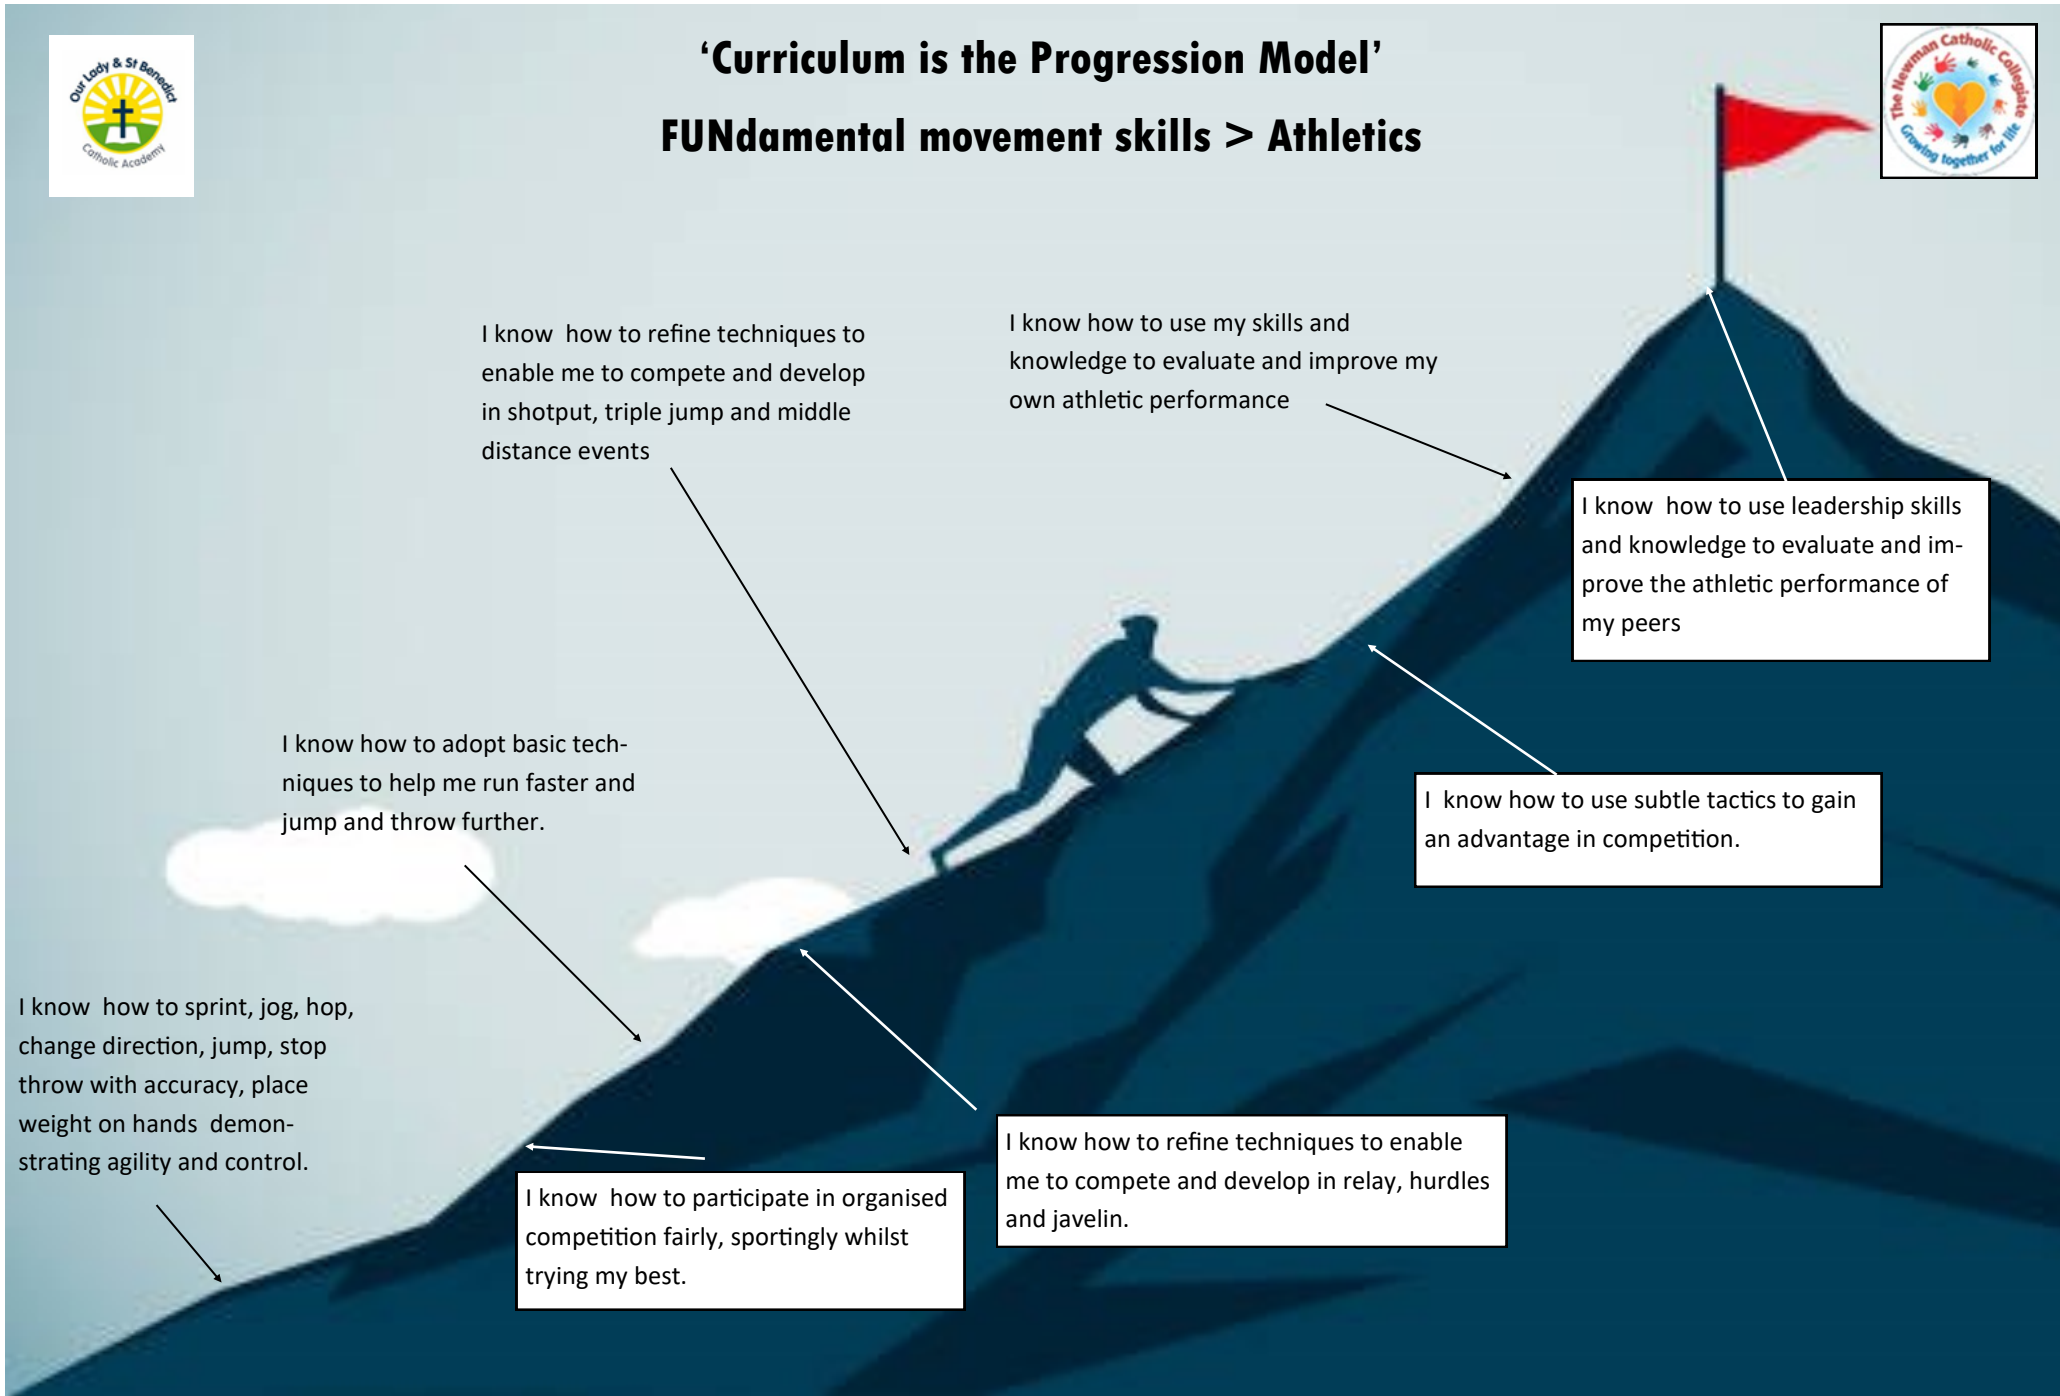 ‘Curriculum is the Progression Model’
FUNdamental movement skills > Athletics
Our Lady & St Benedict
Catholic Academy
The Newman Catholic Collegiate
Growing together for life
I know  how to refine techniques to
enable me to compete and develop
in shotput, triple jump and middle
distance events
I know how to use my skills and
knowledge to evaluate and improve my
own athletic performance
I know  how to use leadership skills
and knowledge to evaluate and im-
prove the athletic performance of
my peers
I know how to adopt basic tech-
niques to help me run faster and
jump and throw further.
I  know how to use subtle tactics to gain
an advantage in competition.
I know  how to sprint, jog, hop,
change direction, jump, stop
throw with accuracy, place
weight on hands  demon-
strating agility and control.
I know  how to participate in organised
competition fairly, sportingly whilst
trying my best.
I know how to refine techniques to enable
me to compete and develop in relay, hurdles
and javelin.